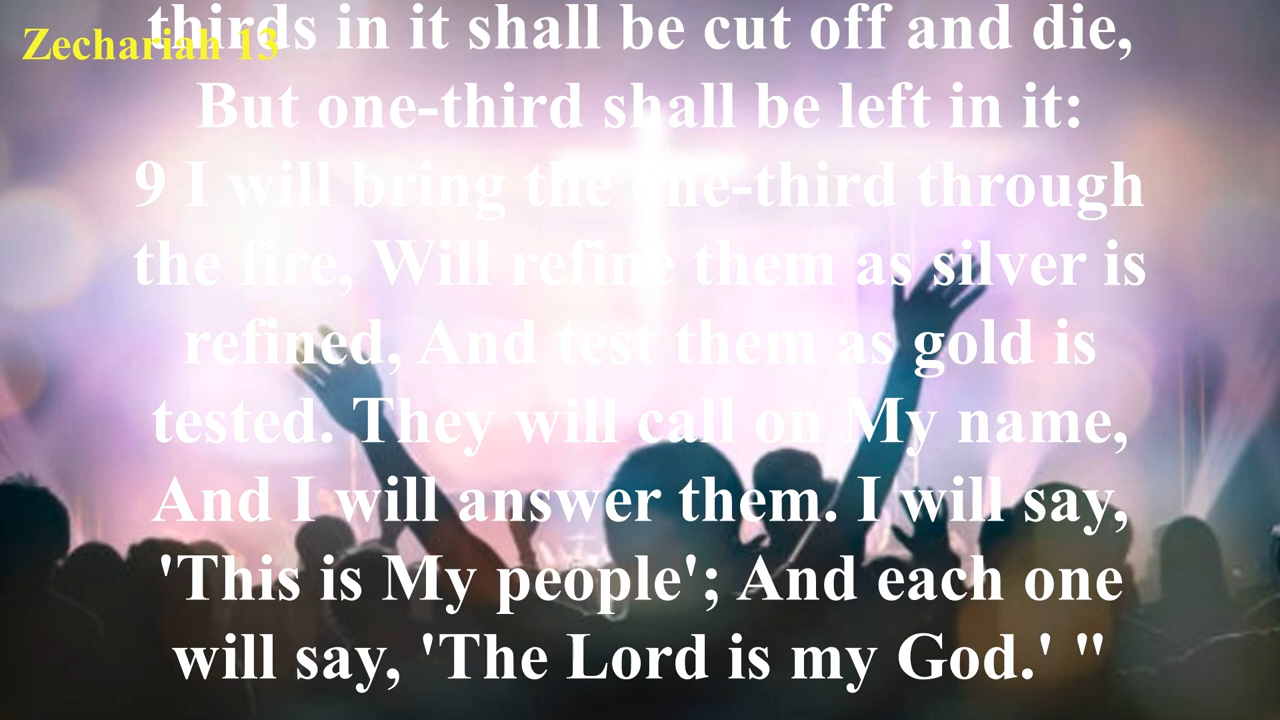 thirds in it shall be cut off and die,
Zechariah 13
But one-third shall be left in it:
9 I will bring the one-third through
the fire, Will refine them as silver is
refined, And test them as gold is
tested. They will call on My name,
And I will answer them. I will say,
'This is My people'; And each one
will say, 'The Lord is my God.' "